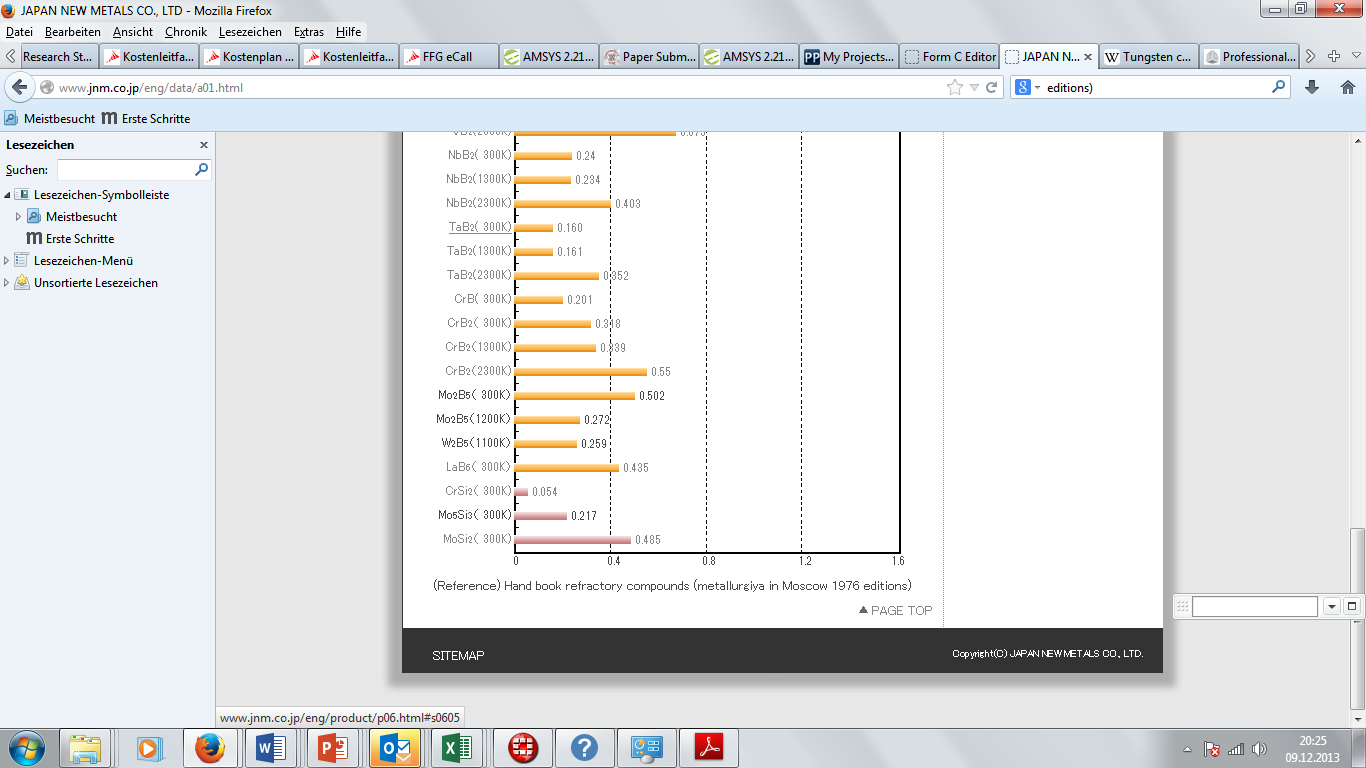 JAPAN NEW METALS CO., LTD - Mozilla Firefox
Datei Bearbeiten Ansicht Chronik Lesezeichen Extras Hilfe
Research St... Kostenleitfa... Kostenplan ... Kostenleitfa... FFG eCall AMSYS 2.21... Paper Subm... AMSYS 2.21... My Projects... Form C Editor JAPAN N... Tungsten c... Professional...
www.jnm.co.jp/eng/data/a01.html editions)
Meistbesucht Erste Schritte
Lesezeichen
Suchen:
Lesezeichen-Symbolleiste
Meistbesucht
Erste Schritte
Lesezeichen-Menü
Unsortierte Lesezeichen
NbB2( 300K) 0.24
NbB2(1300K) 0.234
NbB2(2300K) 0.403
TaB2( 300K) 0.160
TaB2(1300K) 0.161
TaB2(2300K) 0.352
CrB( 300K) 0.201
CrB2( 300K) 0.318
CrB2(1300K) 0.339
CrB2(2300K) 0.55
Mo2B5( 300K) 0.502
Mo2B5(1200K) 0.272
W2B5(1100K) 0.259
LaB6( 300K) 0.435
CrSi2( 300K) 0.054
Mo5Si3( 300K) 0.217
MoSi2( 300K) 0.485
0 0.4 0.8 1.2 1.6
(Reference) Hand book refractory compounds (metallurgiya in Moscow 1976 editions)
▲ PAGE TOP
SITEMAP
Copyright(C) JAPAN NEW METALS CO., LTD.
www.jnm.co.jp/eng/product/p06.html#s0605
20:25
09.12.2013